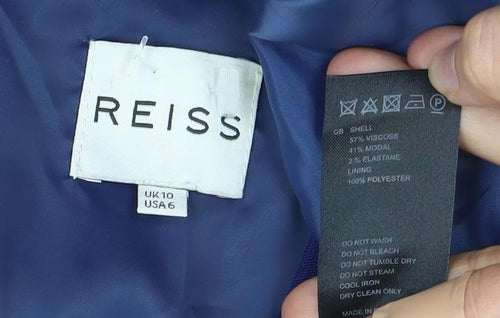 REISS
UK 10
USA 6
P
GB SHELL
57% VISCOSE
41% MODAL
2% ELASTANE
LINING
100% POLYESTER
DO NOT WASH
DO NOT BLEACH
DO NOT TUMBLE DRY
DO NOT STEAM
COOL IRON
DRY CLEAN ONLY